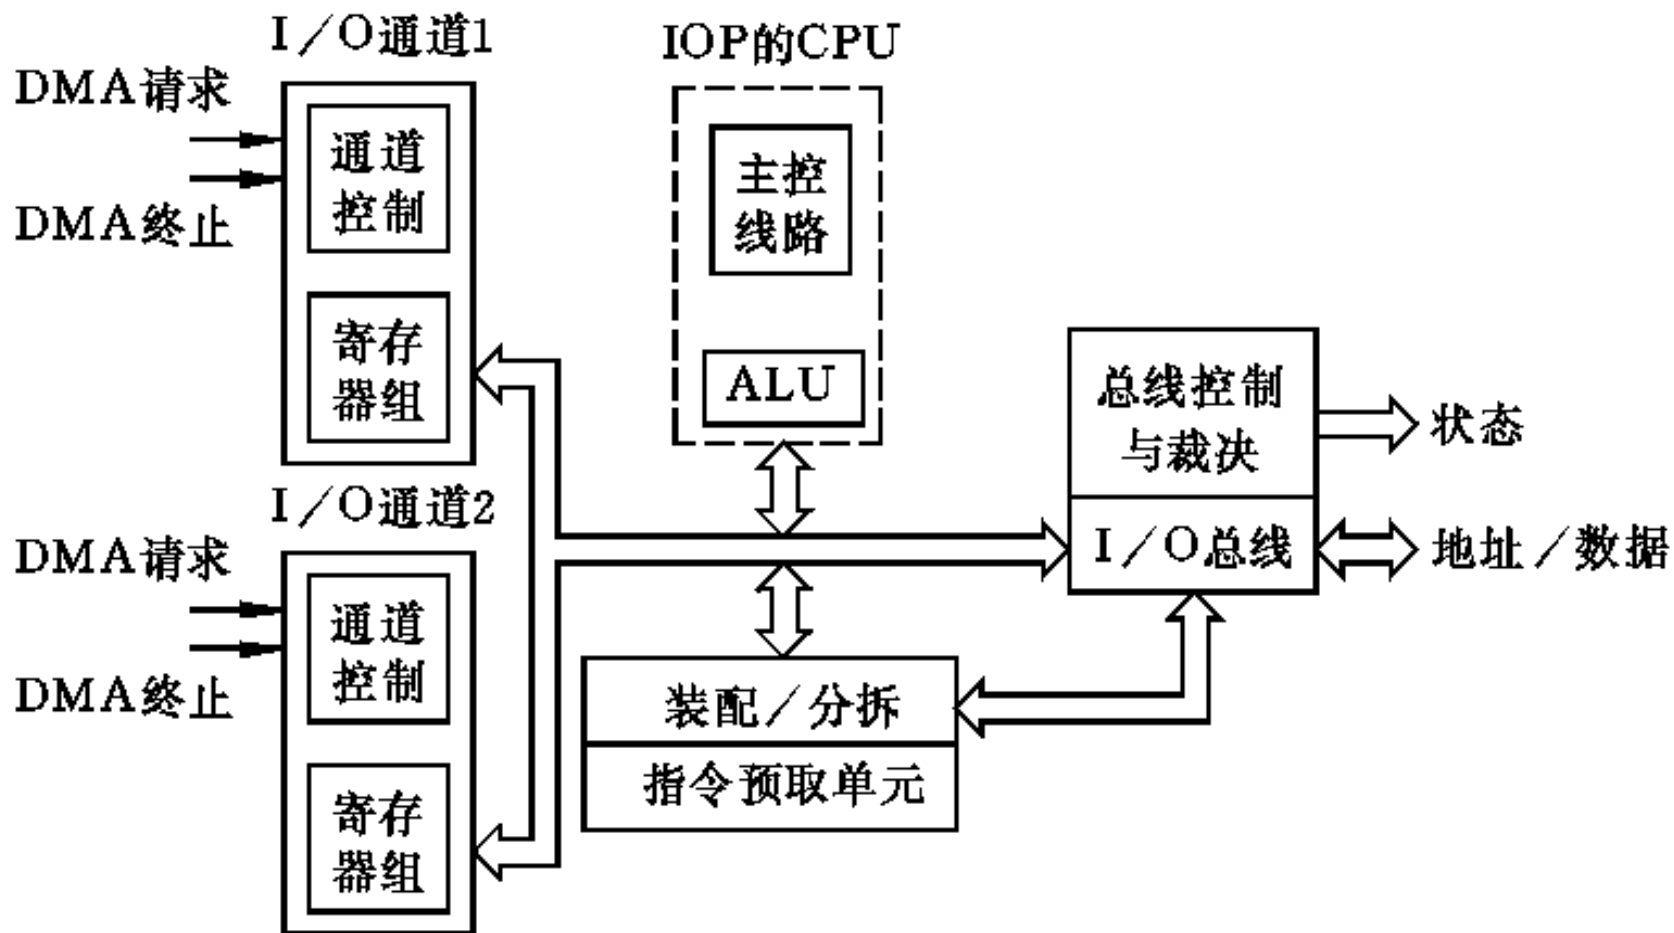 I/O通道1
DMA请求
DMA终止
通道
控制
寄存
器组
I/O通道2
DMA请求
DMA终止
通道
控制
寄存
器组
IOP的CPU
主控
线路
ALU
装配/分拆
指令预取单元
总线控制
与裁决
I/O总线
状态
地址/数据